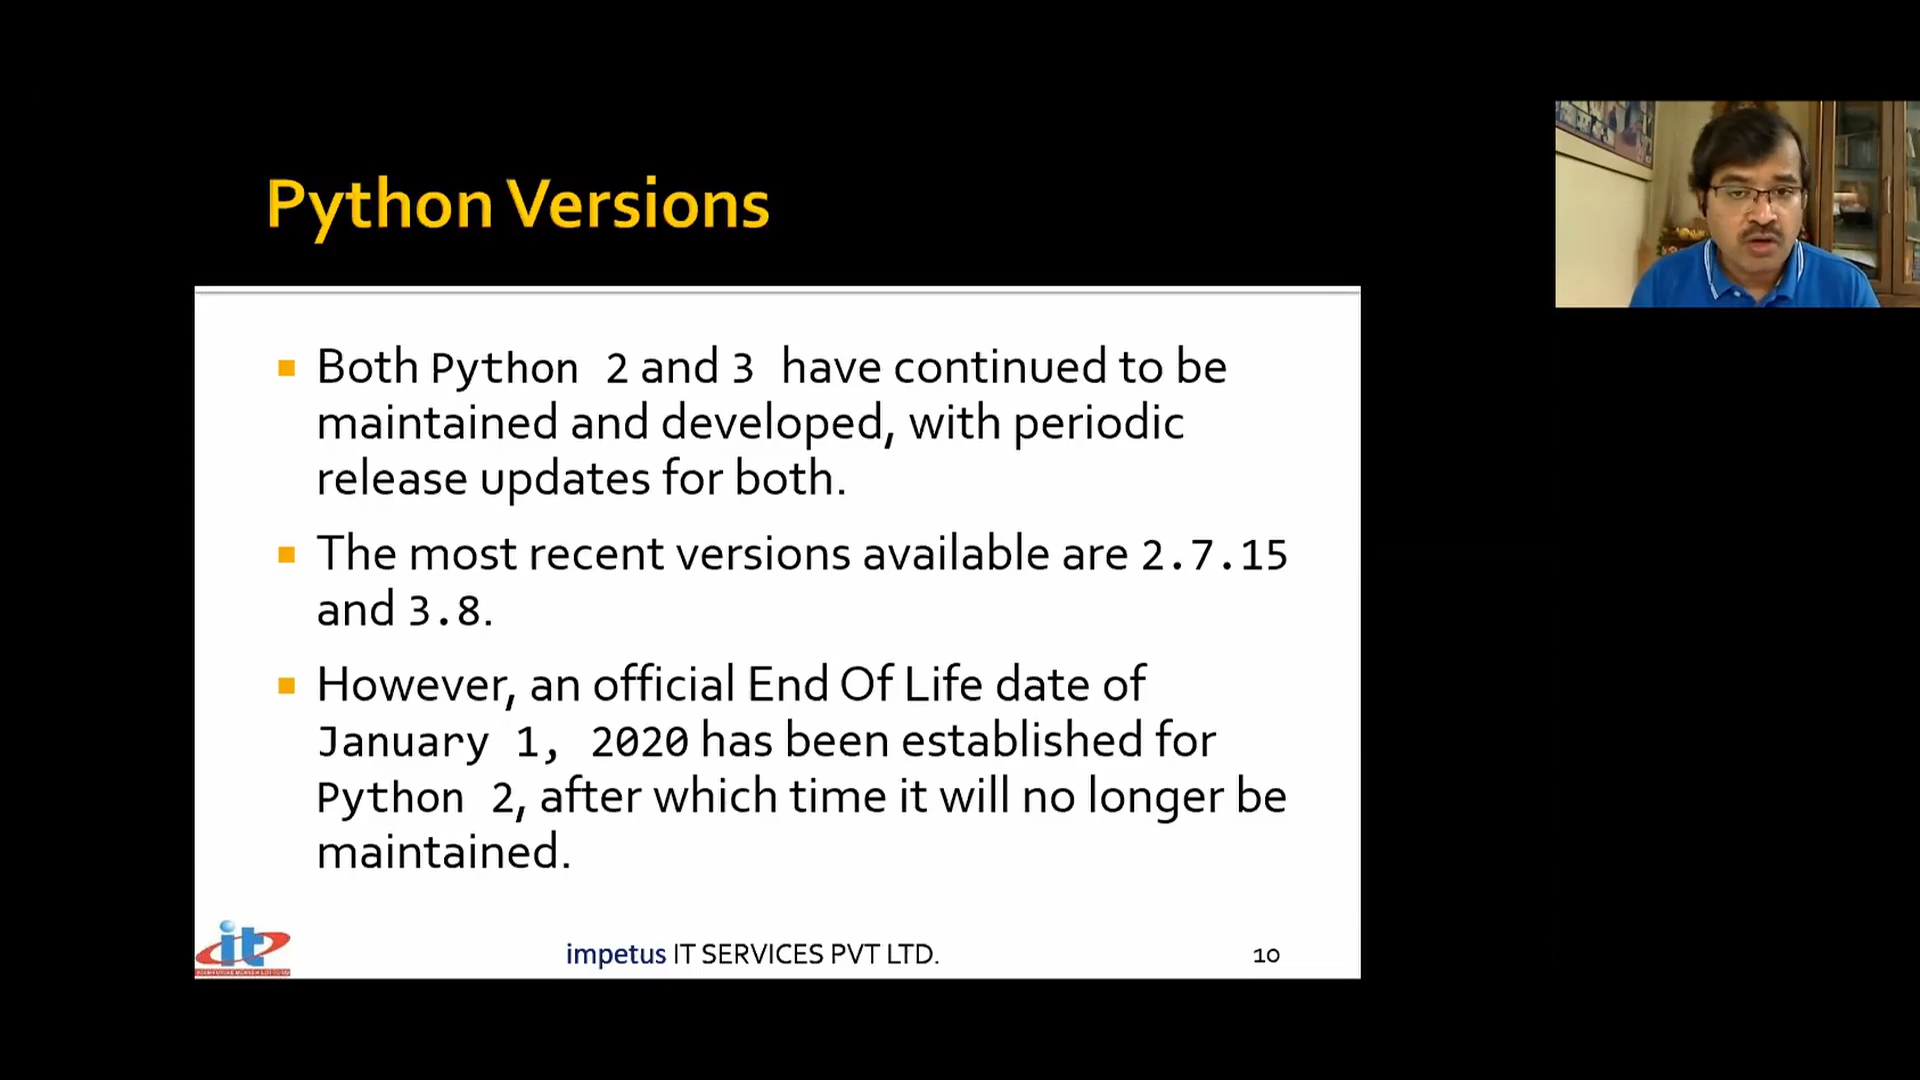 Python Versions
Both Python 2 and 3 have continued to be
maintained and developed, with periodic
release updates for both.
The most recent versions available are 2.7.15
and 3.8.
However, an official End Of Life date of
January 1, 2020 has been established for
Python 2, after which time it will no longer be
maintained.
it
impetus IT SERVICES PVT LTD.
10